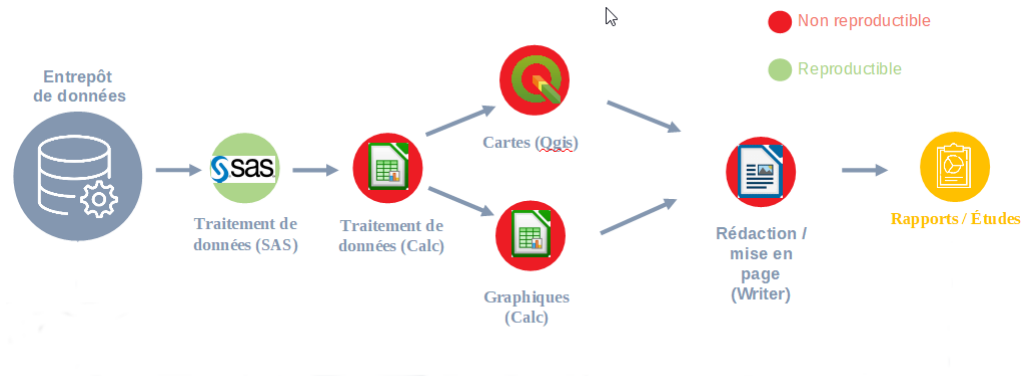 Non reproductible
Reproductible
Entrepôt
de données
sas
Traitement de
données (SAS)
Traitement de
données (Calc)
Cartes (Qgis)
Graphiques
(Calc)
Rédaction /
mise en
page
(Writer)
Rapports / Études